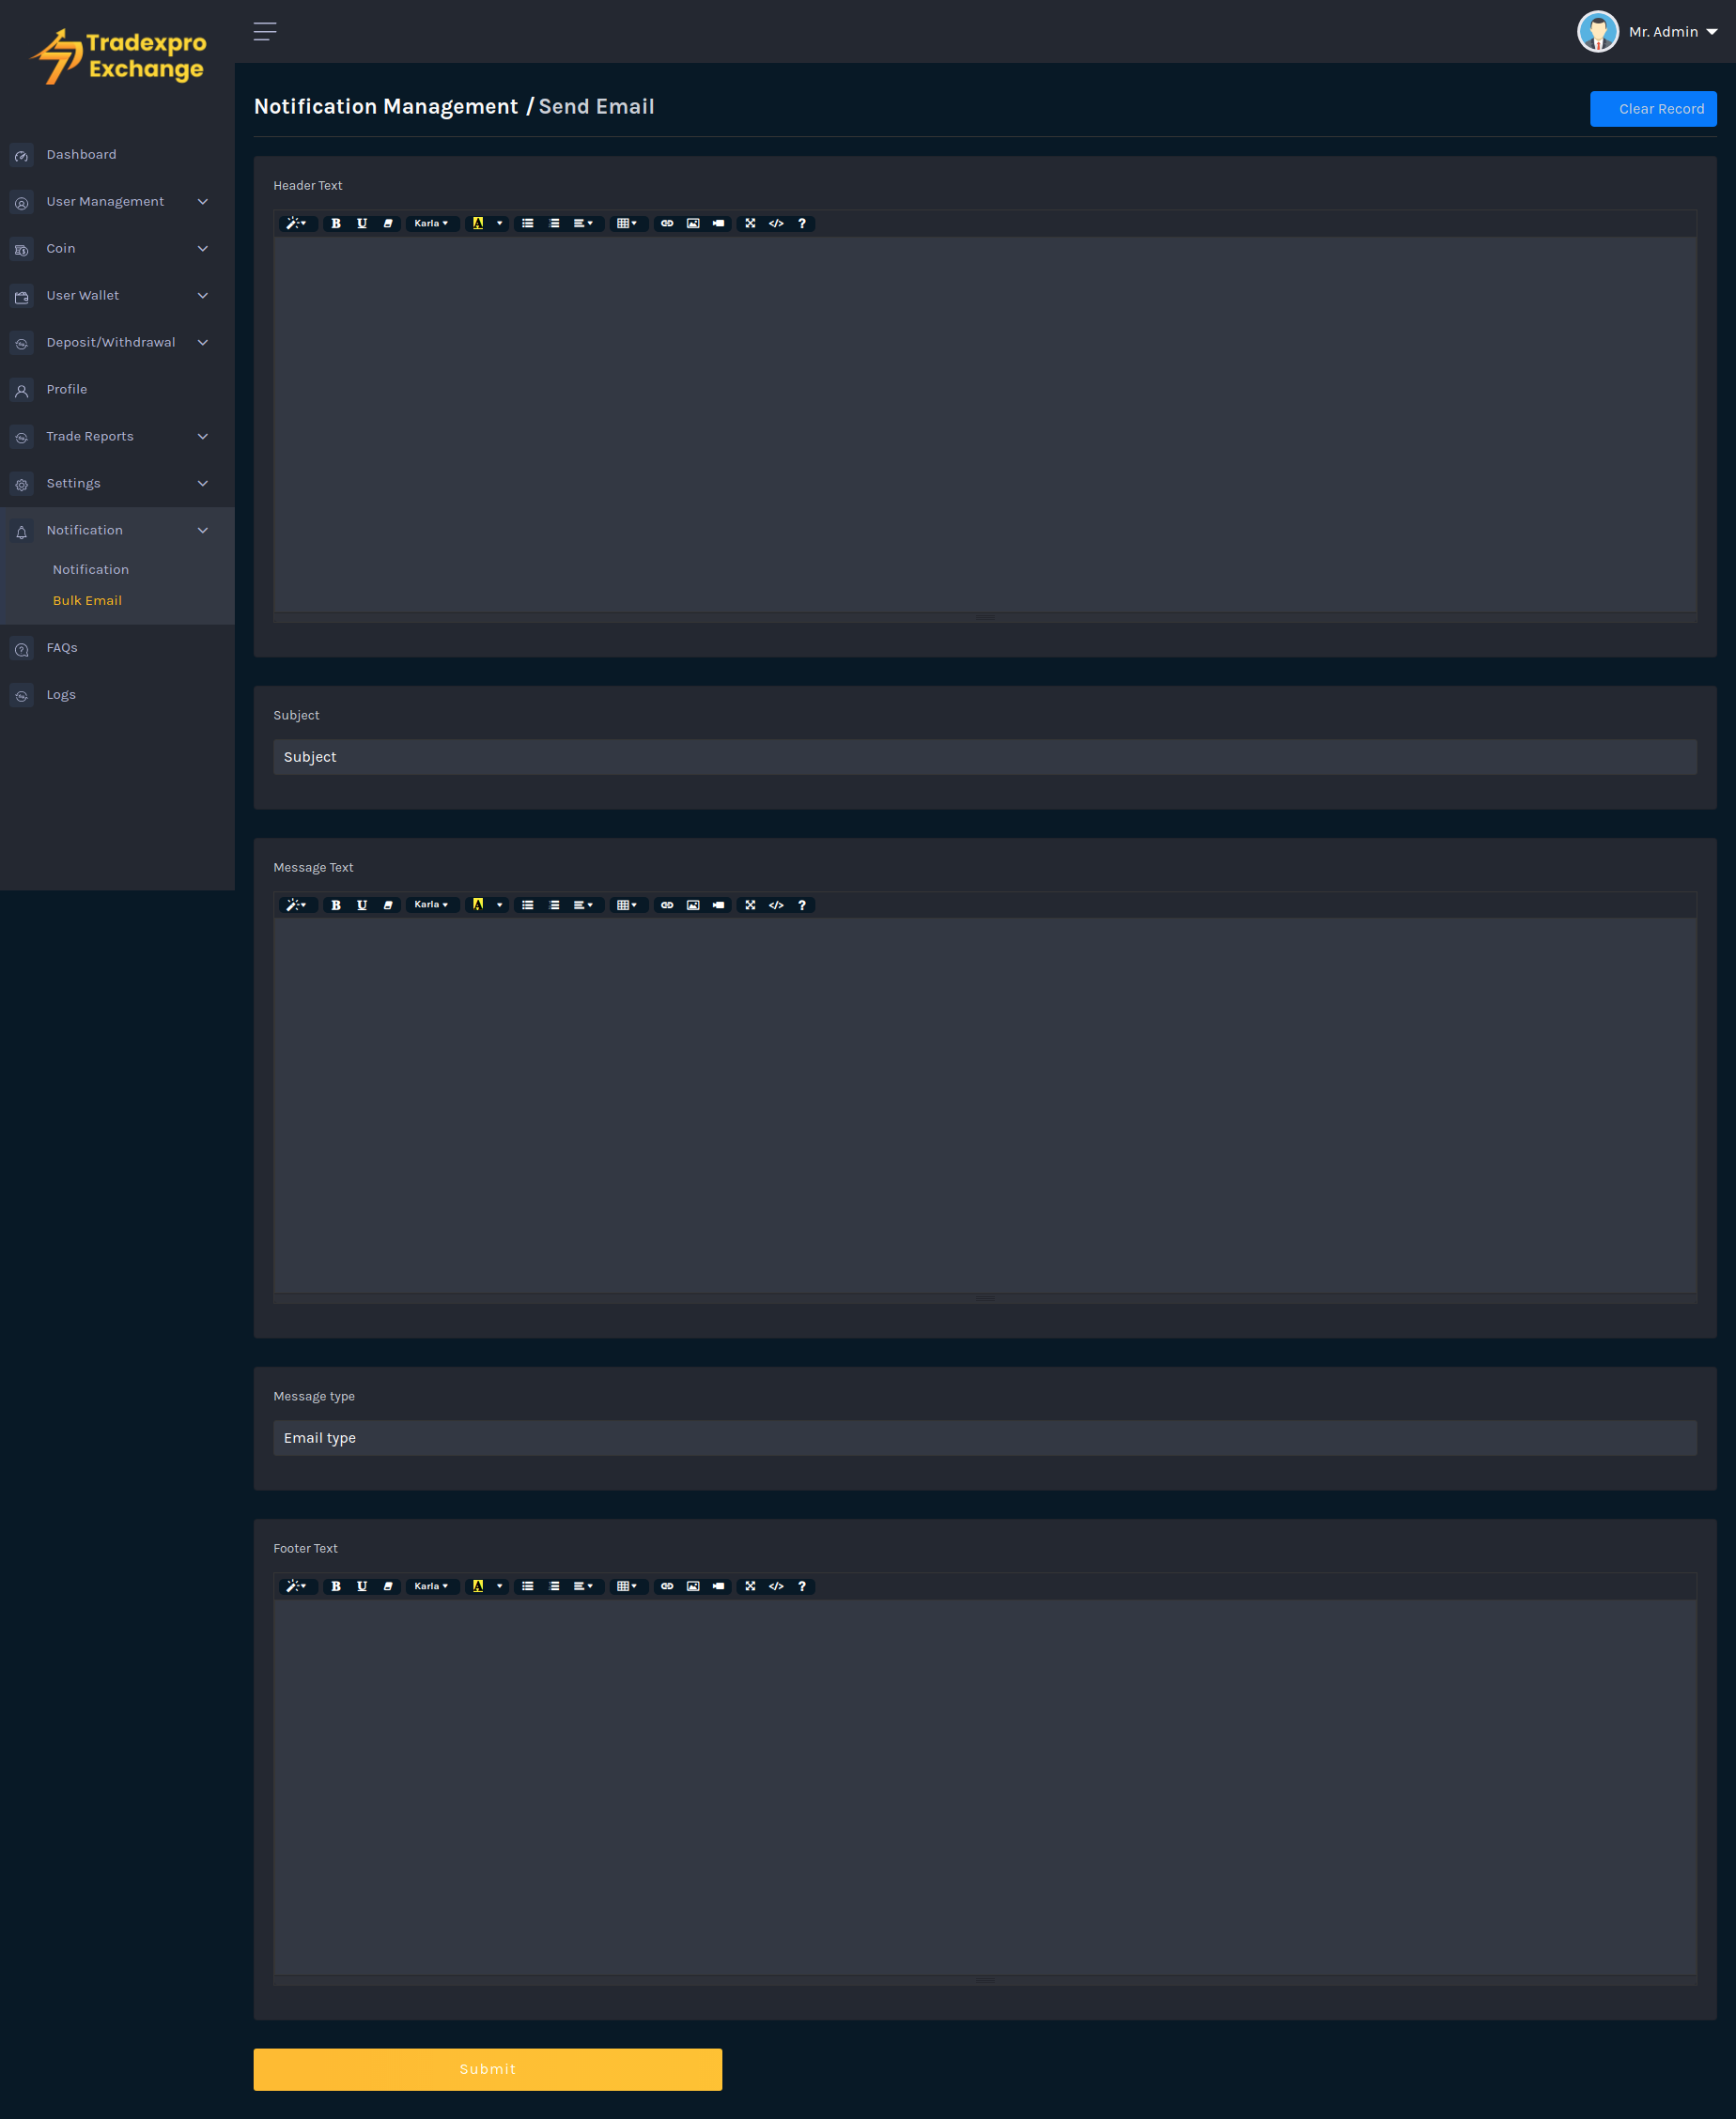 Tradexpro
Exchange
Mr. Admin
Dashboard
User Management
Coin
User Wallet
Deposit/Withdrawal
Profile
Trade Reports
Settings
Notification
Notification
Bulk Email
FAQs
Logs
Notification Management / Send Email
Clear Record
Header Text
B U Karla A </> ?
Subject
Subject
Message Text
B U Karla A </> ?
Message type
Email type
Footer Text
B U Karla A </> ?
Submit